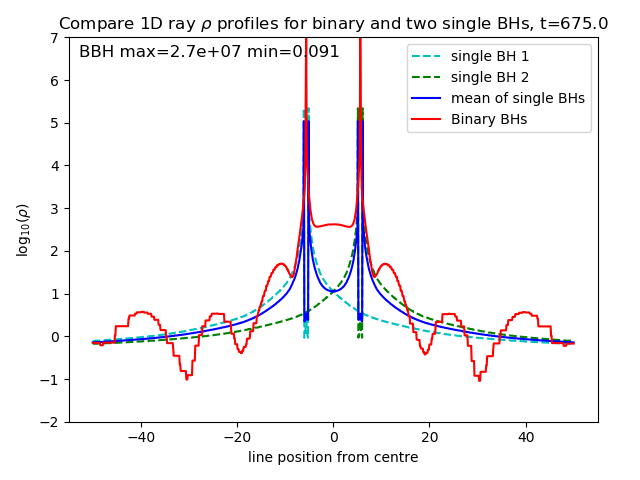 Compare 1D ray ρ profiles for binary and two single BHs, t=675.0
BBH max=2.7e+07 min=0.091
single BH 1
single BH 2
mean of single BHs
Binary BHs
7
6
5
4
3
2
1
0
−1
−2
log₁₀(ρ)
−40
−20
0
20
40
line position from centre